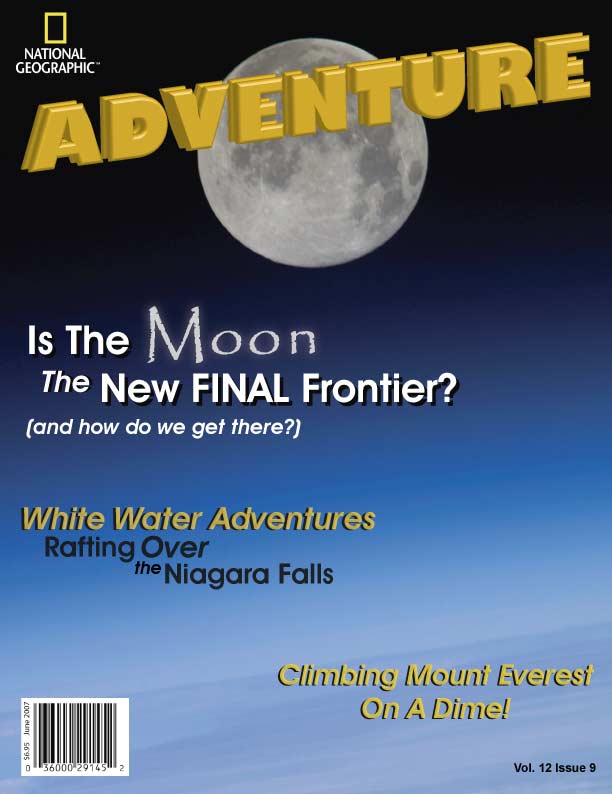 NATIONAL
GEOGRAPHIC™
ADVENTURE
Is The Moon
The New FINAL Frontier?
(and how do we get there?)
White Water Adventures
Rafting Over
the Niagara Falls
Climbing Mount Everest
On A Dime!
$6.95 June 2007
0 36000 29145 2
Vol. 12 Issue 9